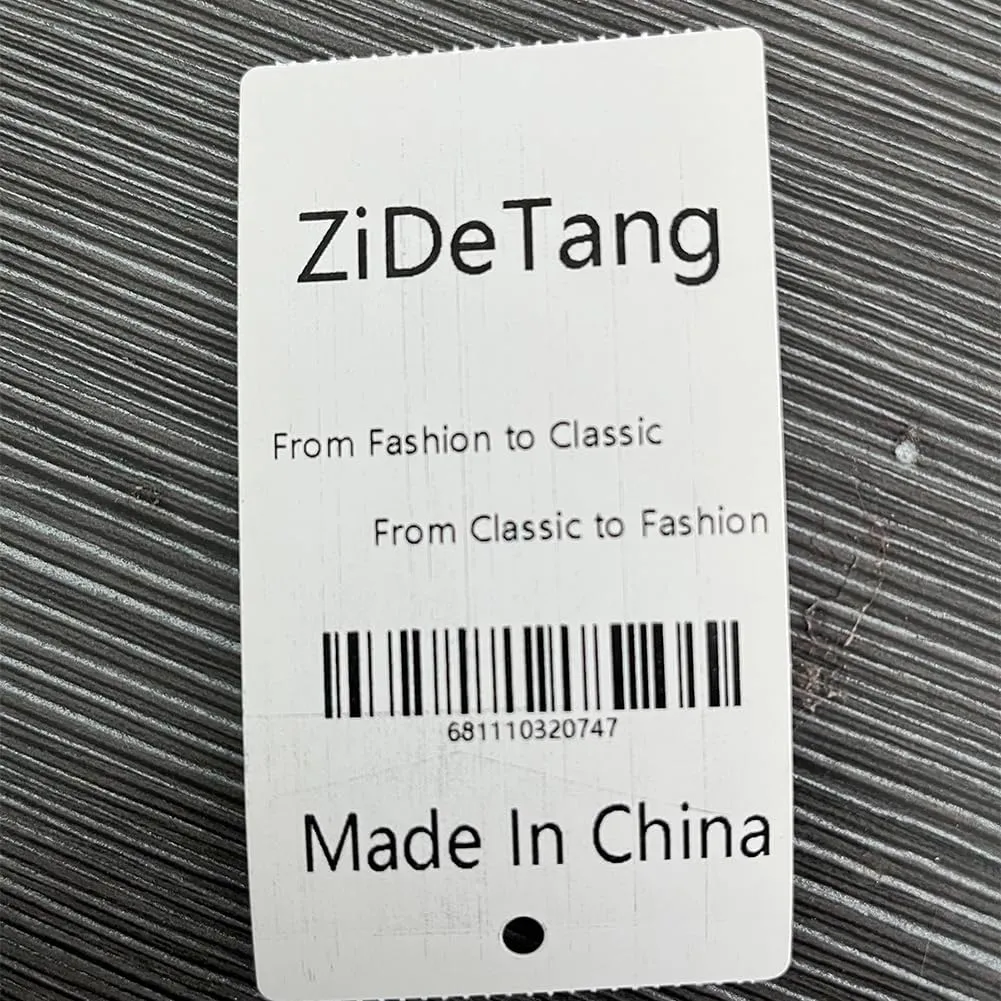 ZiDeTang
From Fashion to Classic
From Classic to Fashion
681110320747
Made In China